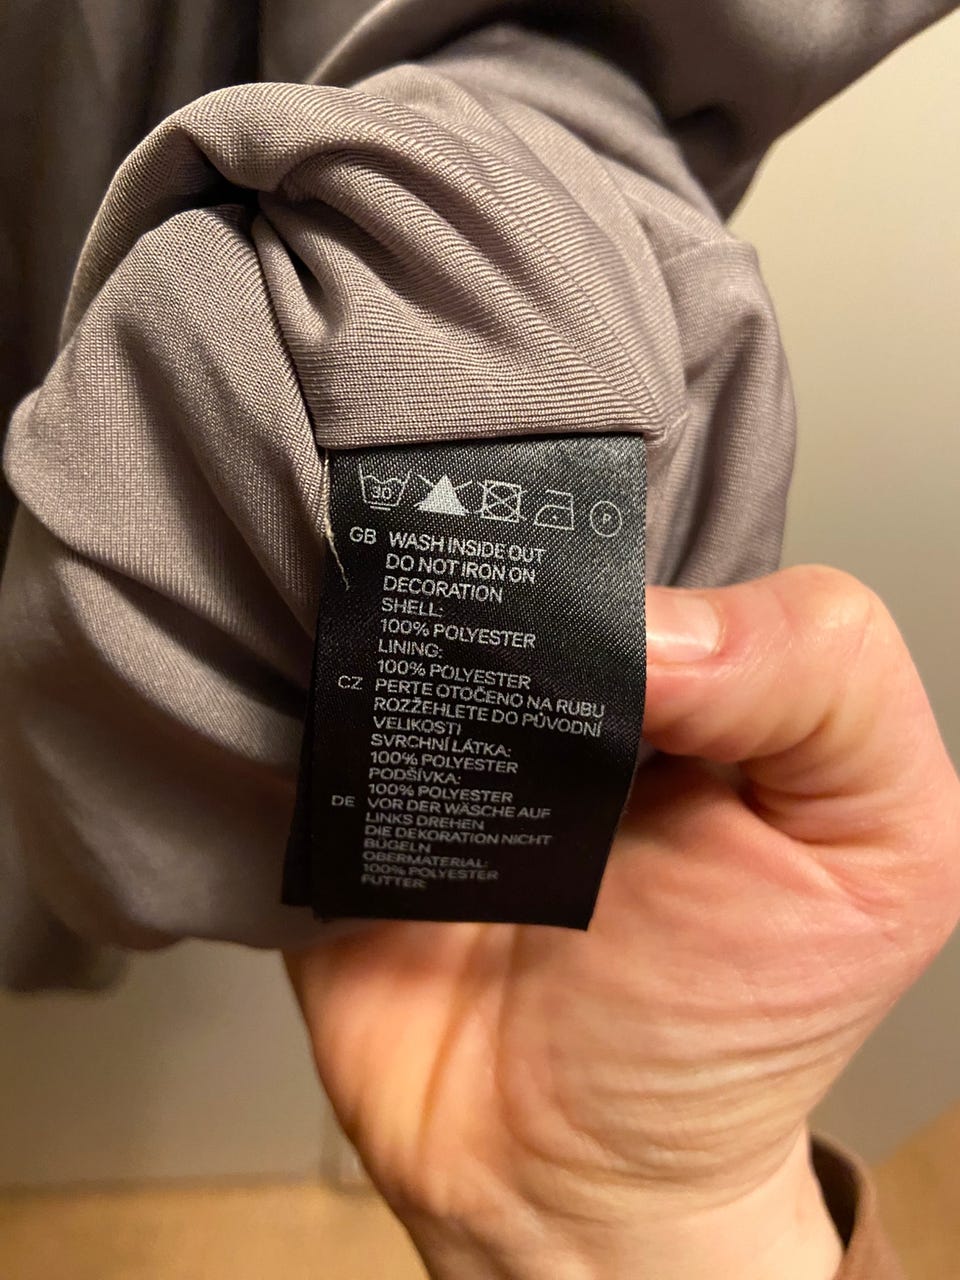 30°
P
GB WASH INSIDE OUT
DO NOT IRON ON
DECORATION
SHELL:
100% POLYESTER
LINING:
100% POLYESTER
CZ PERTE OTOČENO NA RUBU
ROZŽEHLETE DO PŮVODNÍ
VELIKOSTI
SVRCHNÍ LÁTKA:
100% POLYESTER
PODŠÍVKA:
100% POLYESTER
DE VOR DER WÄSCHE AUF
LINKS DREHEN
DIE DEKORATION NICHT
BÜGELN
OBERMATERIAL:
100% POLYESTER
FUTTER: